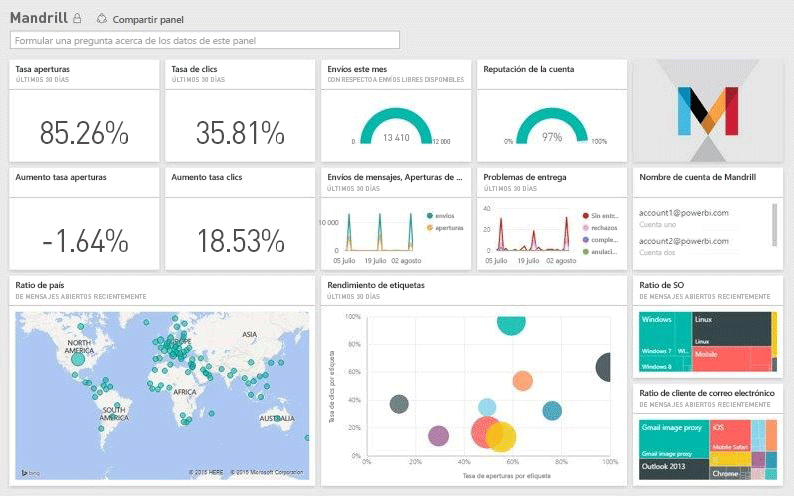 Mandrill
Compartir panel
Formular una pregunta acerca de los datos de este panel
Tasa aperturas
ÚLTIMOS 30 DÍAS
85.26%
Tasa de clics
ÚLTIMOS 30 DÍAS
35.81%
Envíos este mes
CON RESPECTO A ENVÍOS LIBRES DISPONIBLES
13 410
0
12 000
Reputación de la cuenta
97%
0%
100%
Aumento tasa aperturas
-1.64%
Aumento tasa clics
18.53%
Envíos de mensajes, Aperturas de ...
ÚLTIMOS 30 DÍAS
envíos
aperturas
10 000
0
05 julio 19 julio 02 agosto
Problemas de entrega
ÚLTIMOS 30 DÍAS
40
20
0
Sin entr...
rechazos
comple...
anulaci...
05 julio 19 julio 02 agosto
Nombre de cuenta de Mandrill
account1@powerbi.com
Cuenta uno
account2@powerbi.com
Cuenta dos
Ratio de país
DE MENSAJES ABIERTOS RECIENTEMENTE
NORTH
AMERICA
EUROPE
ASIA
AFRICA
SOUTH
AMERICA
AUSTRALIA
bing
© 2015 HERE © 2015 Microsoft Corporation
Rendimiento de etiquetas
ÚLTIMOS 30 DÍAS
Tasa de clics por etiqueta
100%
80%
60%
40%
20%
0%
0% 20% 40% 60% 80% 100%
Tasa de aperturas por etiqueta
Ratio de SO
DE MENSAJES ABIERTOS RECIENTEMENTE
Windows
Linux
Windows 7
Wi...
Linux
Mobile
Windows 8
Ratio de cliente de correo electrónico
DE MENSAJES ABIERTOS RECIENTEMENTE
Gmail image proxy
iOS
Gmail image proxy
Mobile Safari
Outlook 2013
Chrome